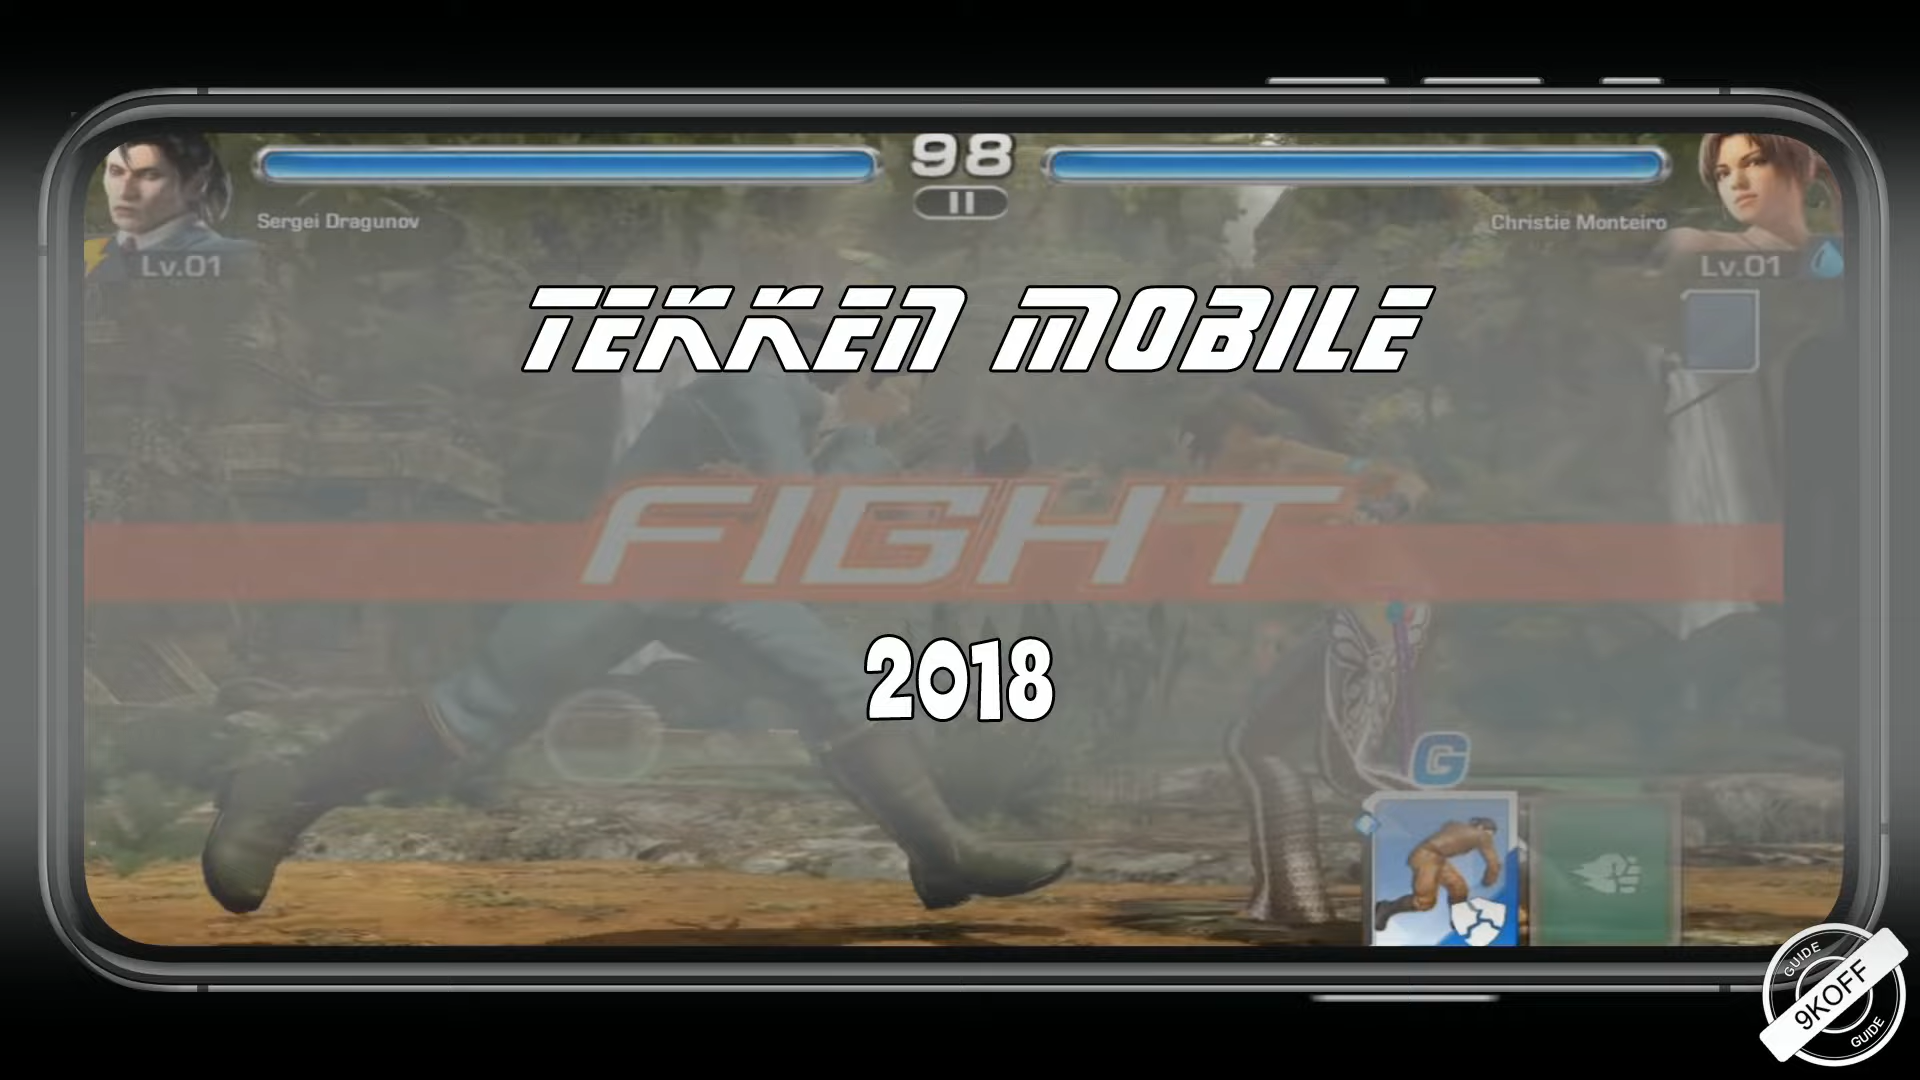 98
Sergei Dragunov
Christie Monteiro
Lv.01
Lv.01
TEKKEN MOBILE
FIGHT
2018
G
GUIDE
9KOFF
GUIDE